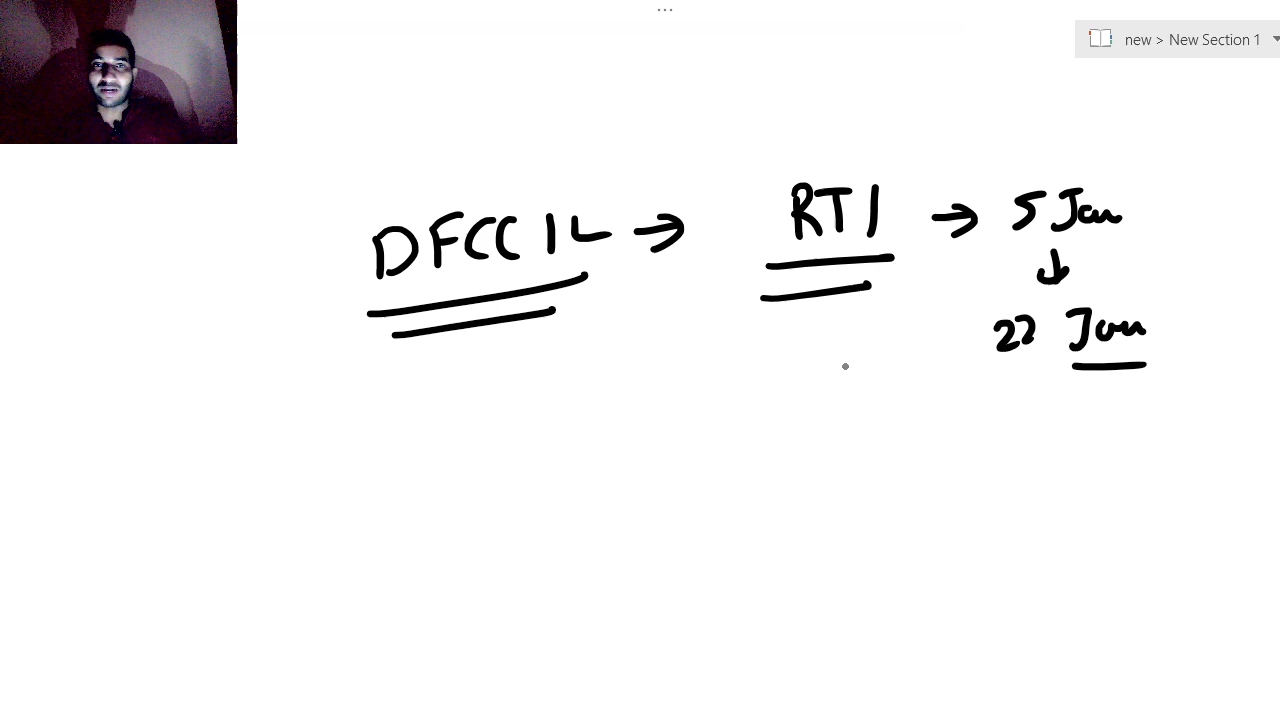 new > New Section 1
DFCCIL → RTI → 5 Jan
↓
22 Jan